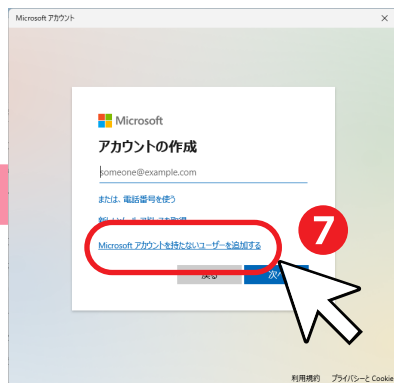 Microsoft アカウント
Microsoft
アカウントの作成
someone@example.com
または、電話番号を使う
Microsoft アカウントを持たないユーザーを追加する
7
戻る
利用規約 プライバシーと Cookie